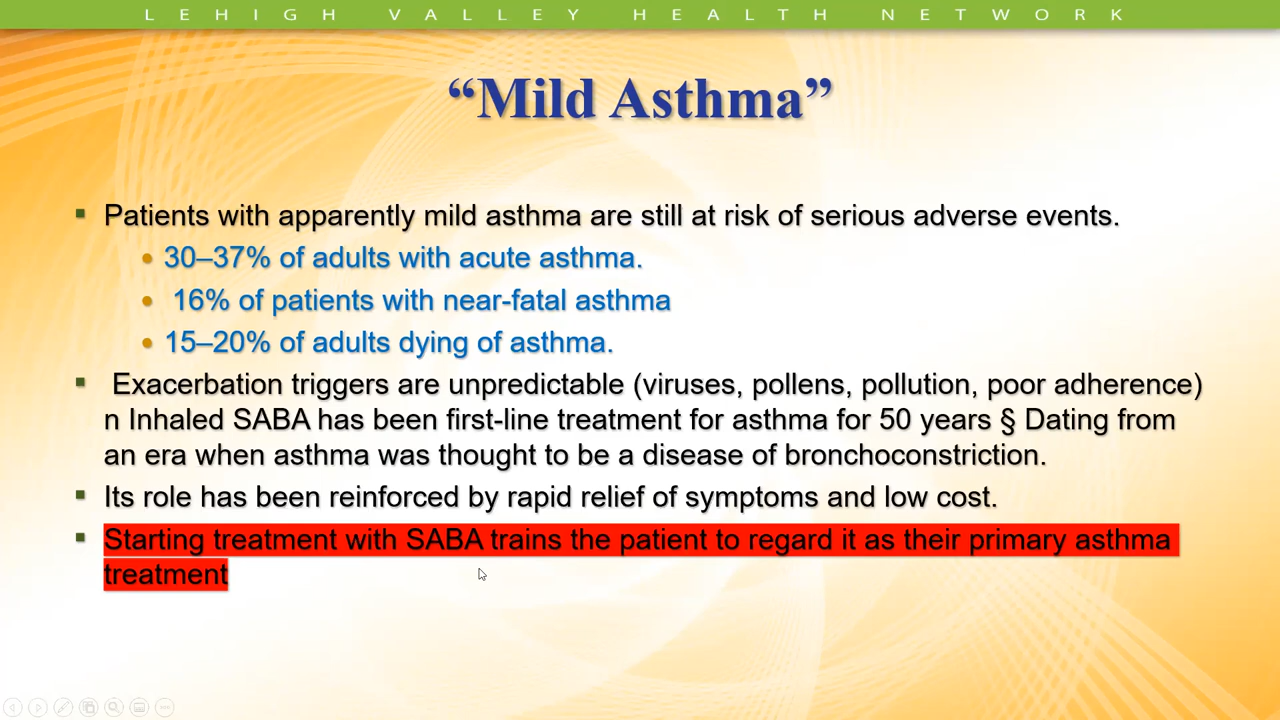 LEHIGH VALLEY HEALTH NETWORK
“Mild Asthma”
▪ Patients with apparently mild asthma are still at risk of serious adverse events.
• 30–37% of adults with acute asthma.
• 16% of patients with near-fatal asthma
• 15–20% of adults dying of asthma.
▪ Exacerbation triggers are unpredictable (viruses, pollens, pollution, poor adherence)
n Inhaled SABA has been first-line treatment for asthma for 50 years § Dating from
an era when asthma was thought to be a disease of bronchoconstriction.
▪ Its role has been reinforced by rapid relief of symptoms and low cost.
▪ Starting treatment with SABA trains the patient to regard it as their primary asthma
treatment